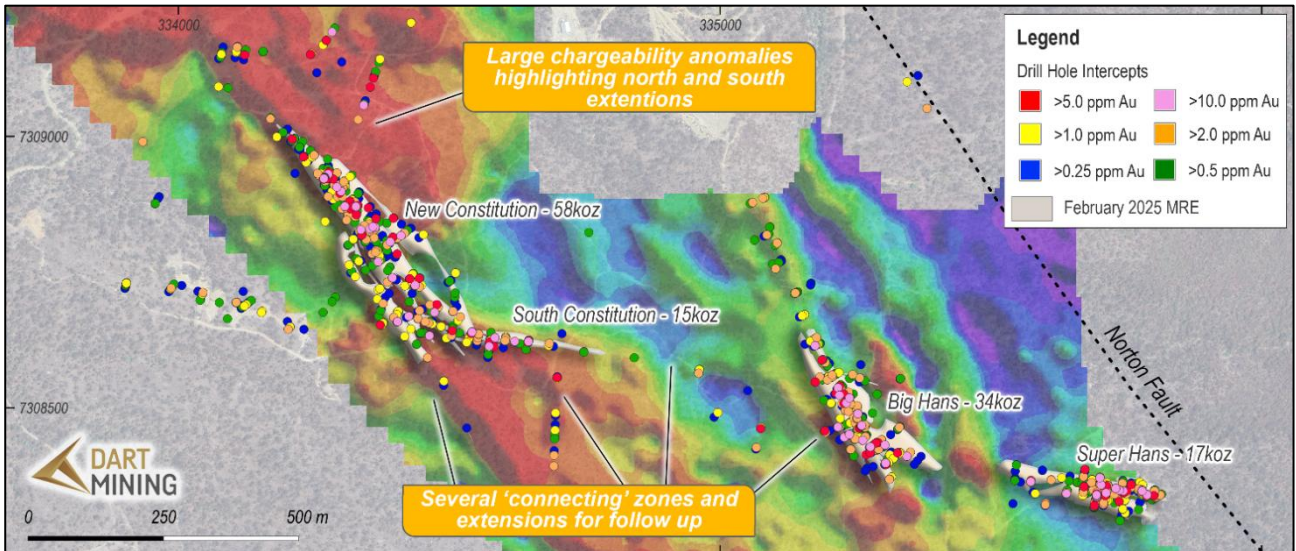 334000
335000
7309000
7308500
Large chargeability anomalies
highlighting north and south
extentions
Legend
Drill Hole Intercepts
>5.0 ppm Au
>10.0 ppm Au
>1.0 ppm Au
>2.0 ppm Au
>0.25 ppm Au
>0.5 ppm Au
February 2025 MRE
New Constitution - 58koz
South Constitution - 15koz
Big Hans - 34koz
Super Hans - 17koz
Norton Fault
Several ‘connecting’ zones and
extensions for follow up
DART
MINING
0 250 500 m